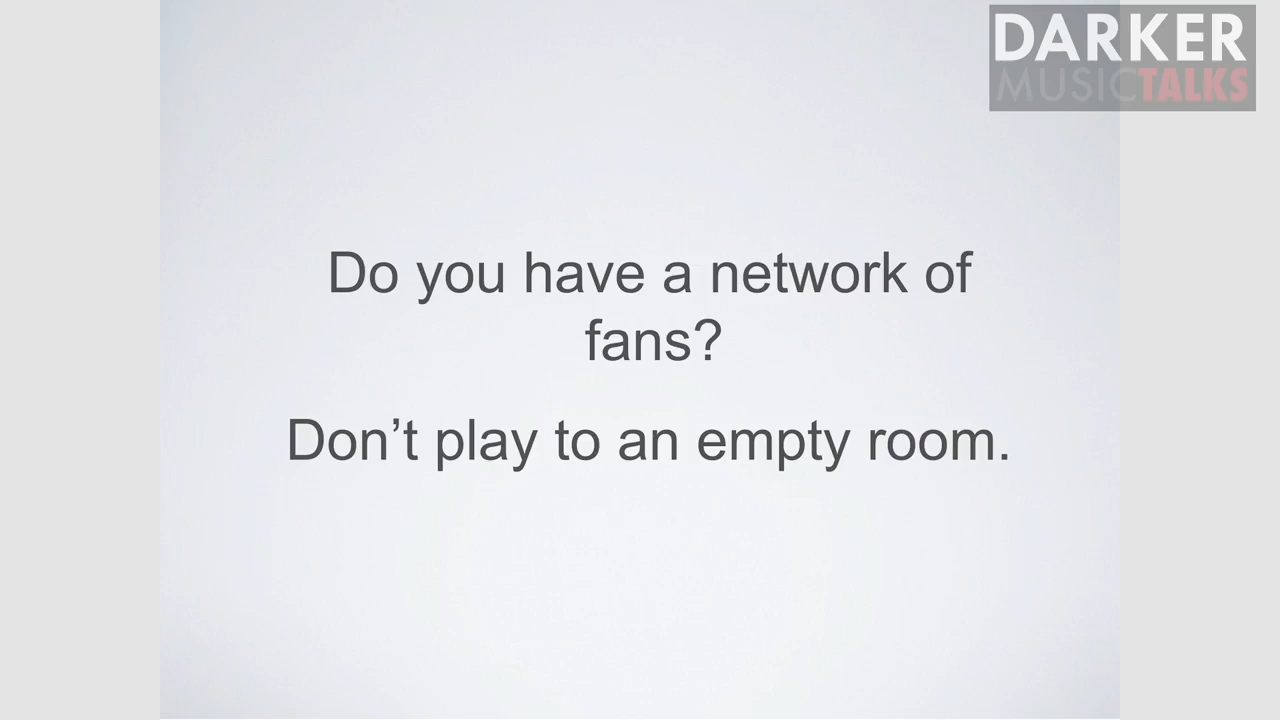 DARKER
MUSICTALKS
Do you have a network of
fans?
Don’t play to an empty room.